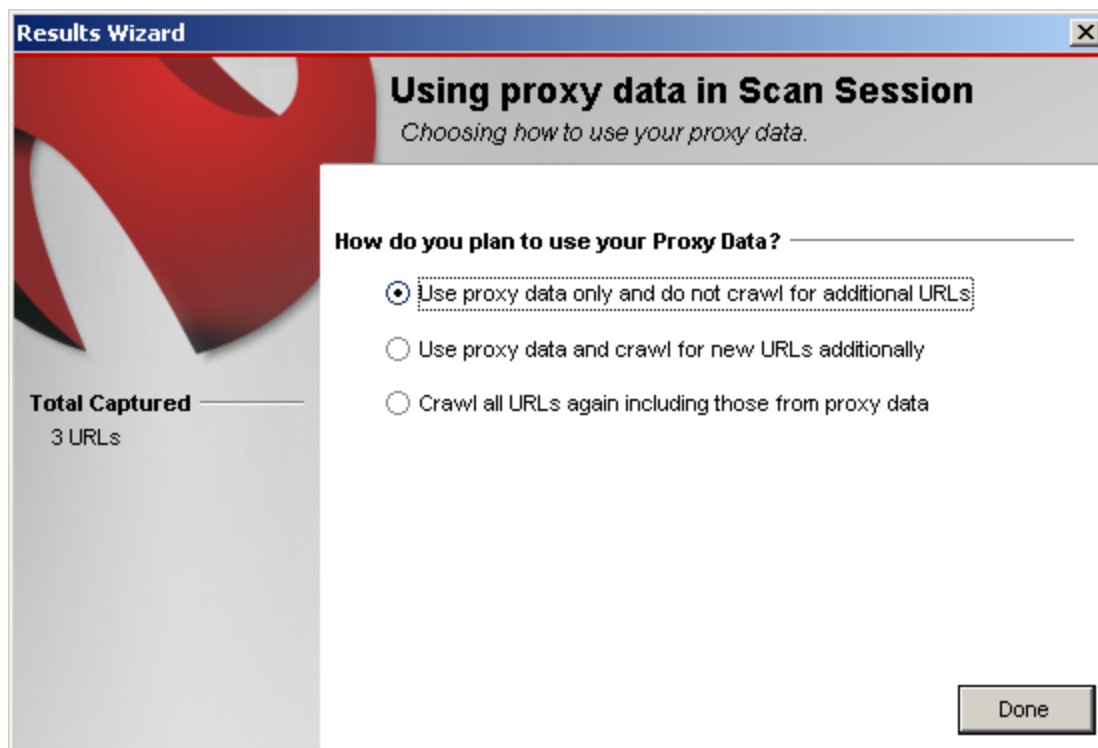 Results Wizard
Using proxy data in Scan Session
Choosing how to use your proxy data.
How do you plan to use your Proxy Data?
Use proxy data only and do not crawl for additional URLs
Use proxy data and crawl for new URLs additionally
Crawl all URLs again including those from proxy data
Total Captured
3 URLs
Done